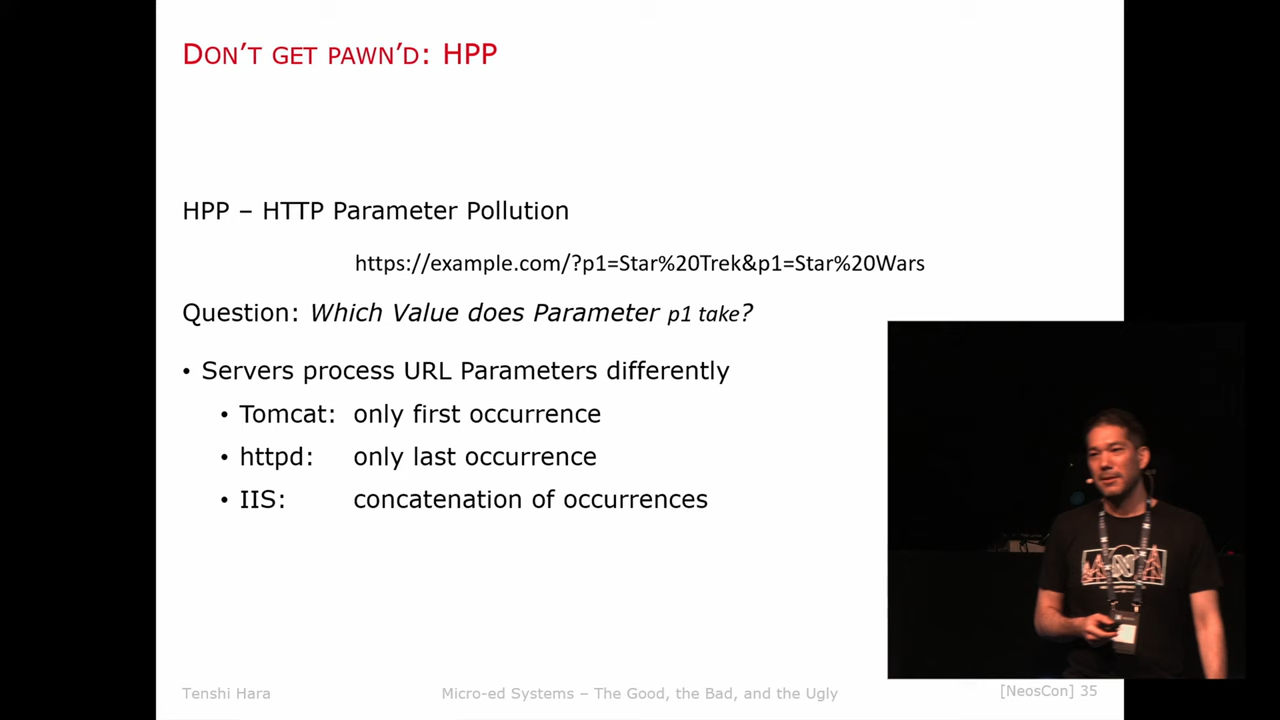 DON'T GET PAWN'D: HPP
HPP – HTTP Parameter Pollution
https://example.com/?p1=Star%20Trek&p1=Star%20Wars
Question: Which Value does Parameter p1 take?
• Servers process URL Parameters differently
• Tomcat: only first occurrence
• httpd: only last occurrence
• IIS: concatenation of occurrences
Tenshi Hara
Micro-ed Systems – The Good, the Bad, and the Ugly
[NeosCon] 35